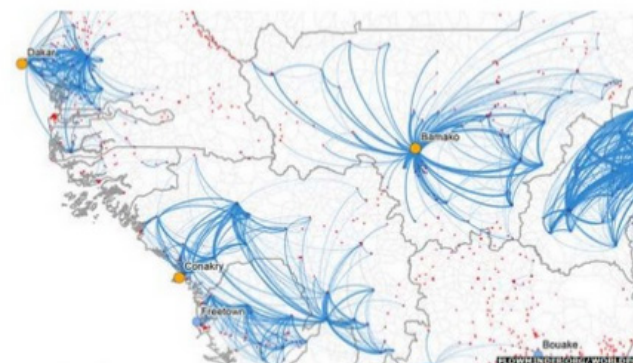 Dakar
Bamako
Conakry
Freetown
Bouake
FLOWMINDER.ORG/WORLDPOP